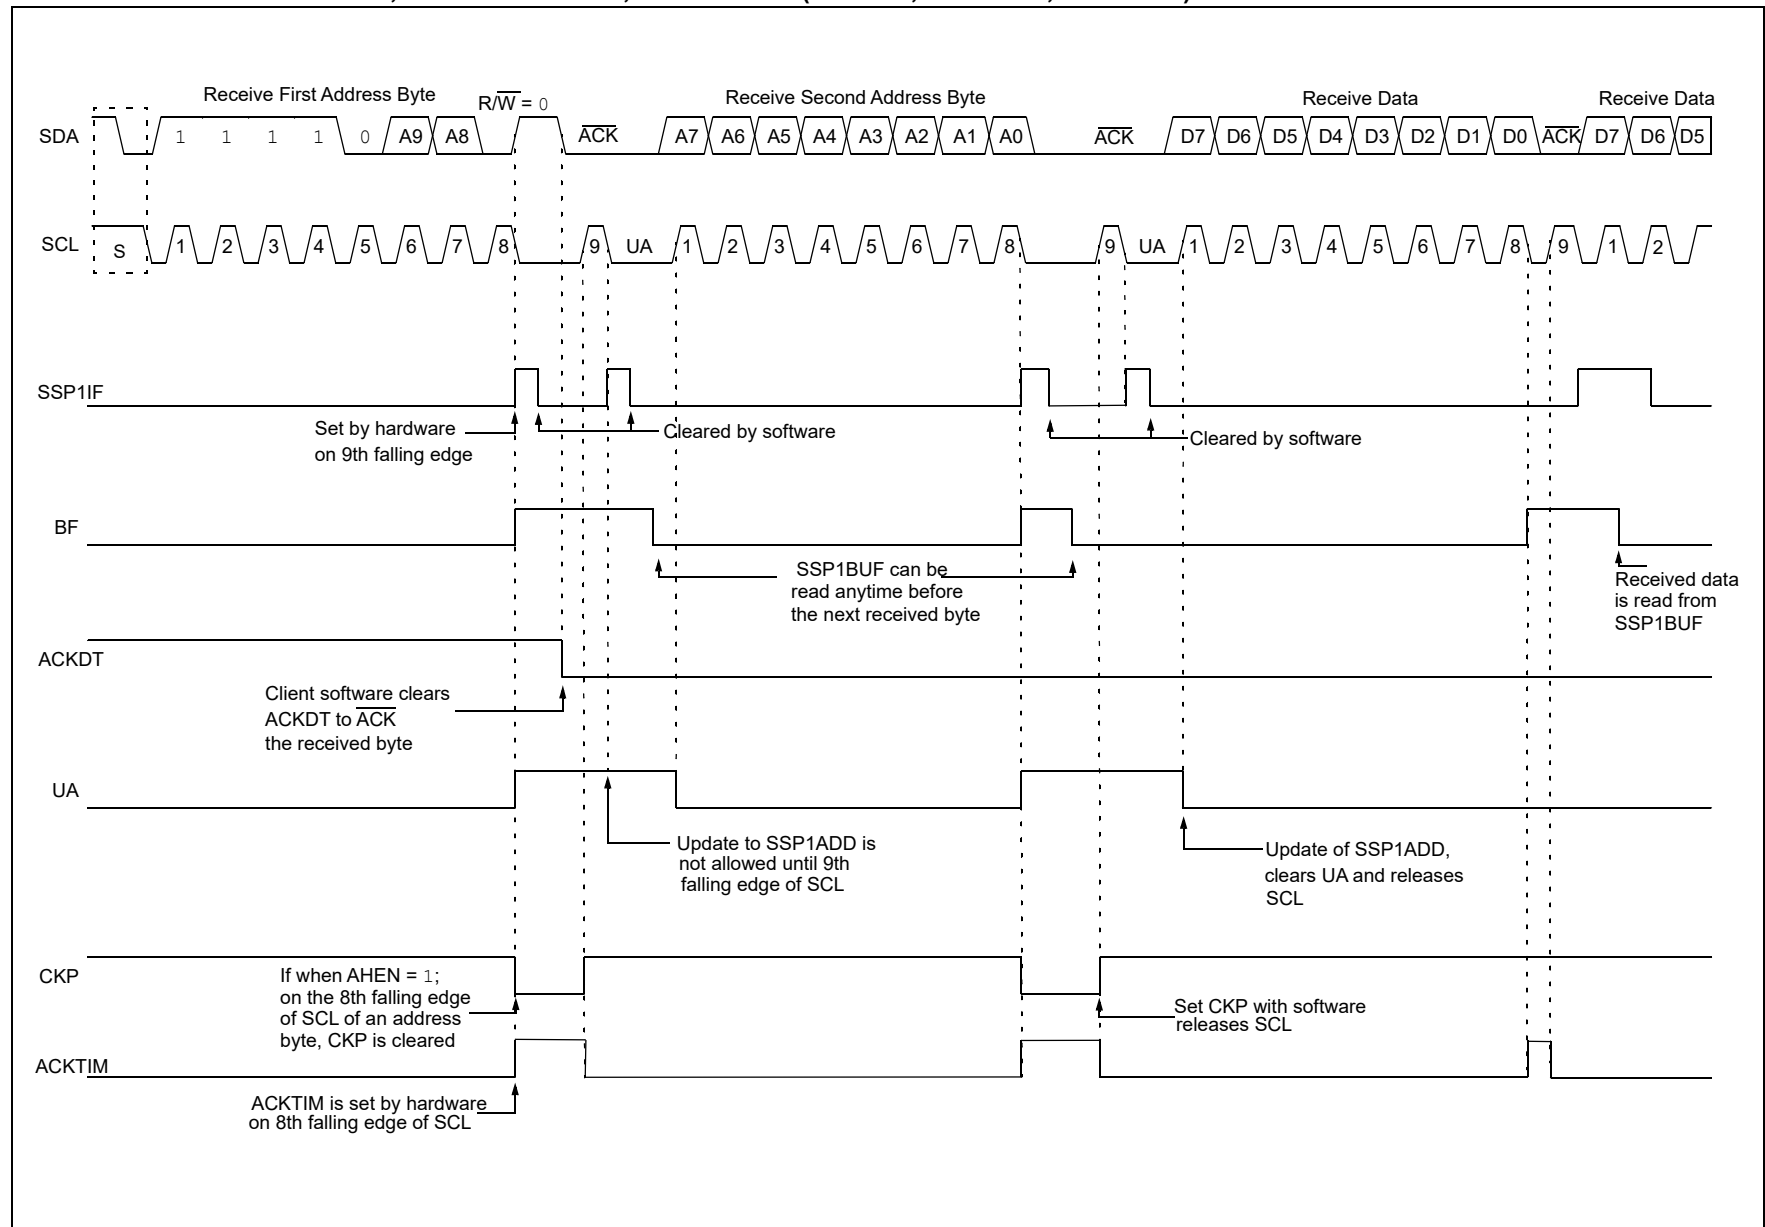 Receive First Address Byte
R/W = 0
Receive Second Address Byte
Receive Data
Receive Data
SDA
1 1 1 1 0 A9 A8
ACK
A7 A6 A5 A4 A3 A2 A1 A0
ACK
D7 D6 D5 D4 D3 D2 D1 D0
ACK
D7 D6 D5
SCL
S
1 2 3 4 5 6 7 8 9 UA 1 2 3 4 5 6 7 8 9 UA 1 2 3 4 5 6 7 8 9 1 2
SSP1IF
Set by hardware
on 9th falling edge
Cleared by software
Cleared by software
BF
SSP1BUF can be
read anytime before
the next received byte
Received data
is read from
SSP1BUF
ACKDT
Client software clears
ACKDT to ACK
the received byte
UA
Update to SSP1ADD is
not allowed until 9th
falling edge of SCL
Update of SSP1ADD,
clears UA and releases
SCL
CKP
If when AHEN = 1;
on the 8th falling edge
of SCL of an address
byte, CKP is cleared
Set CKP with software
releases SCL
ACKTIM
ACKTIM is set by hardware
on 8th falling edge of SCL